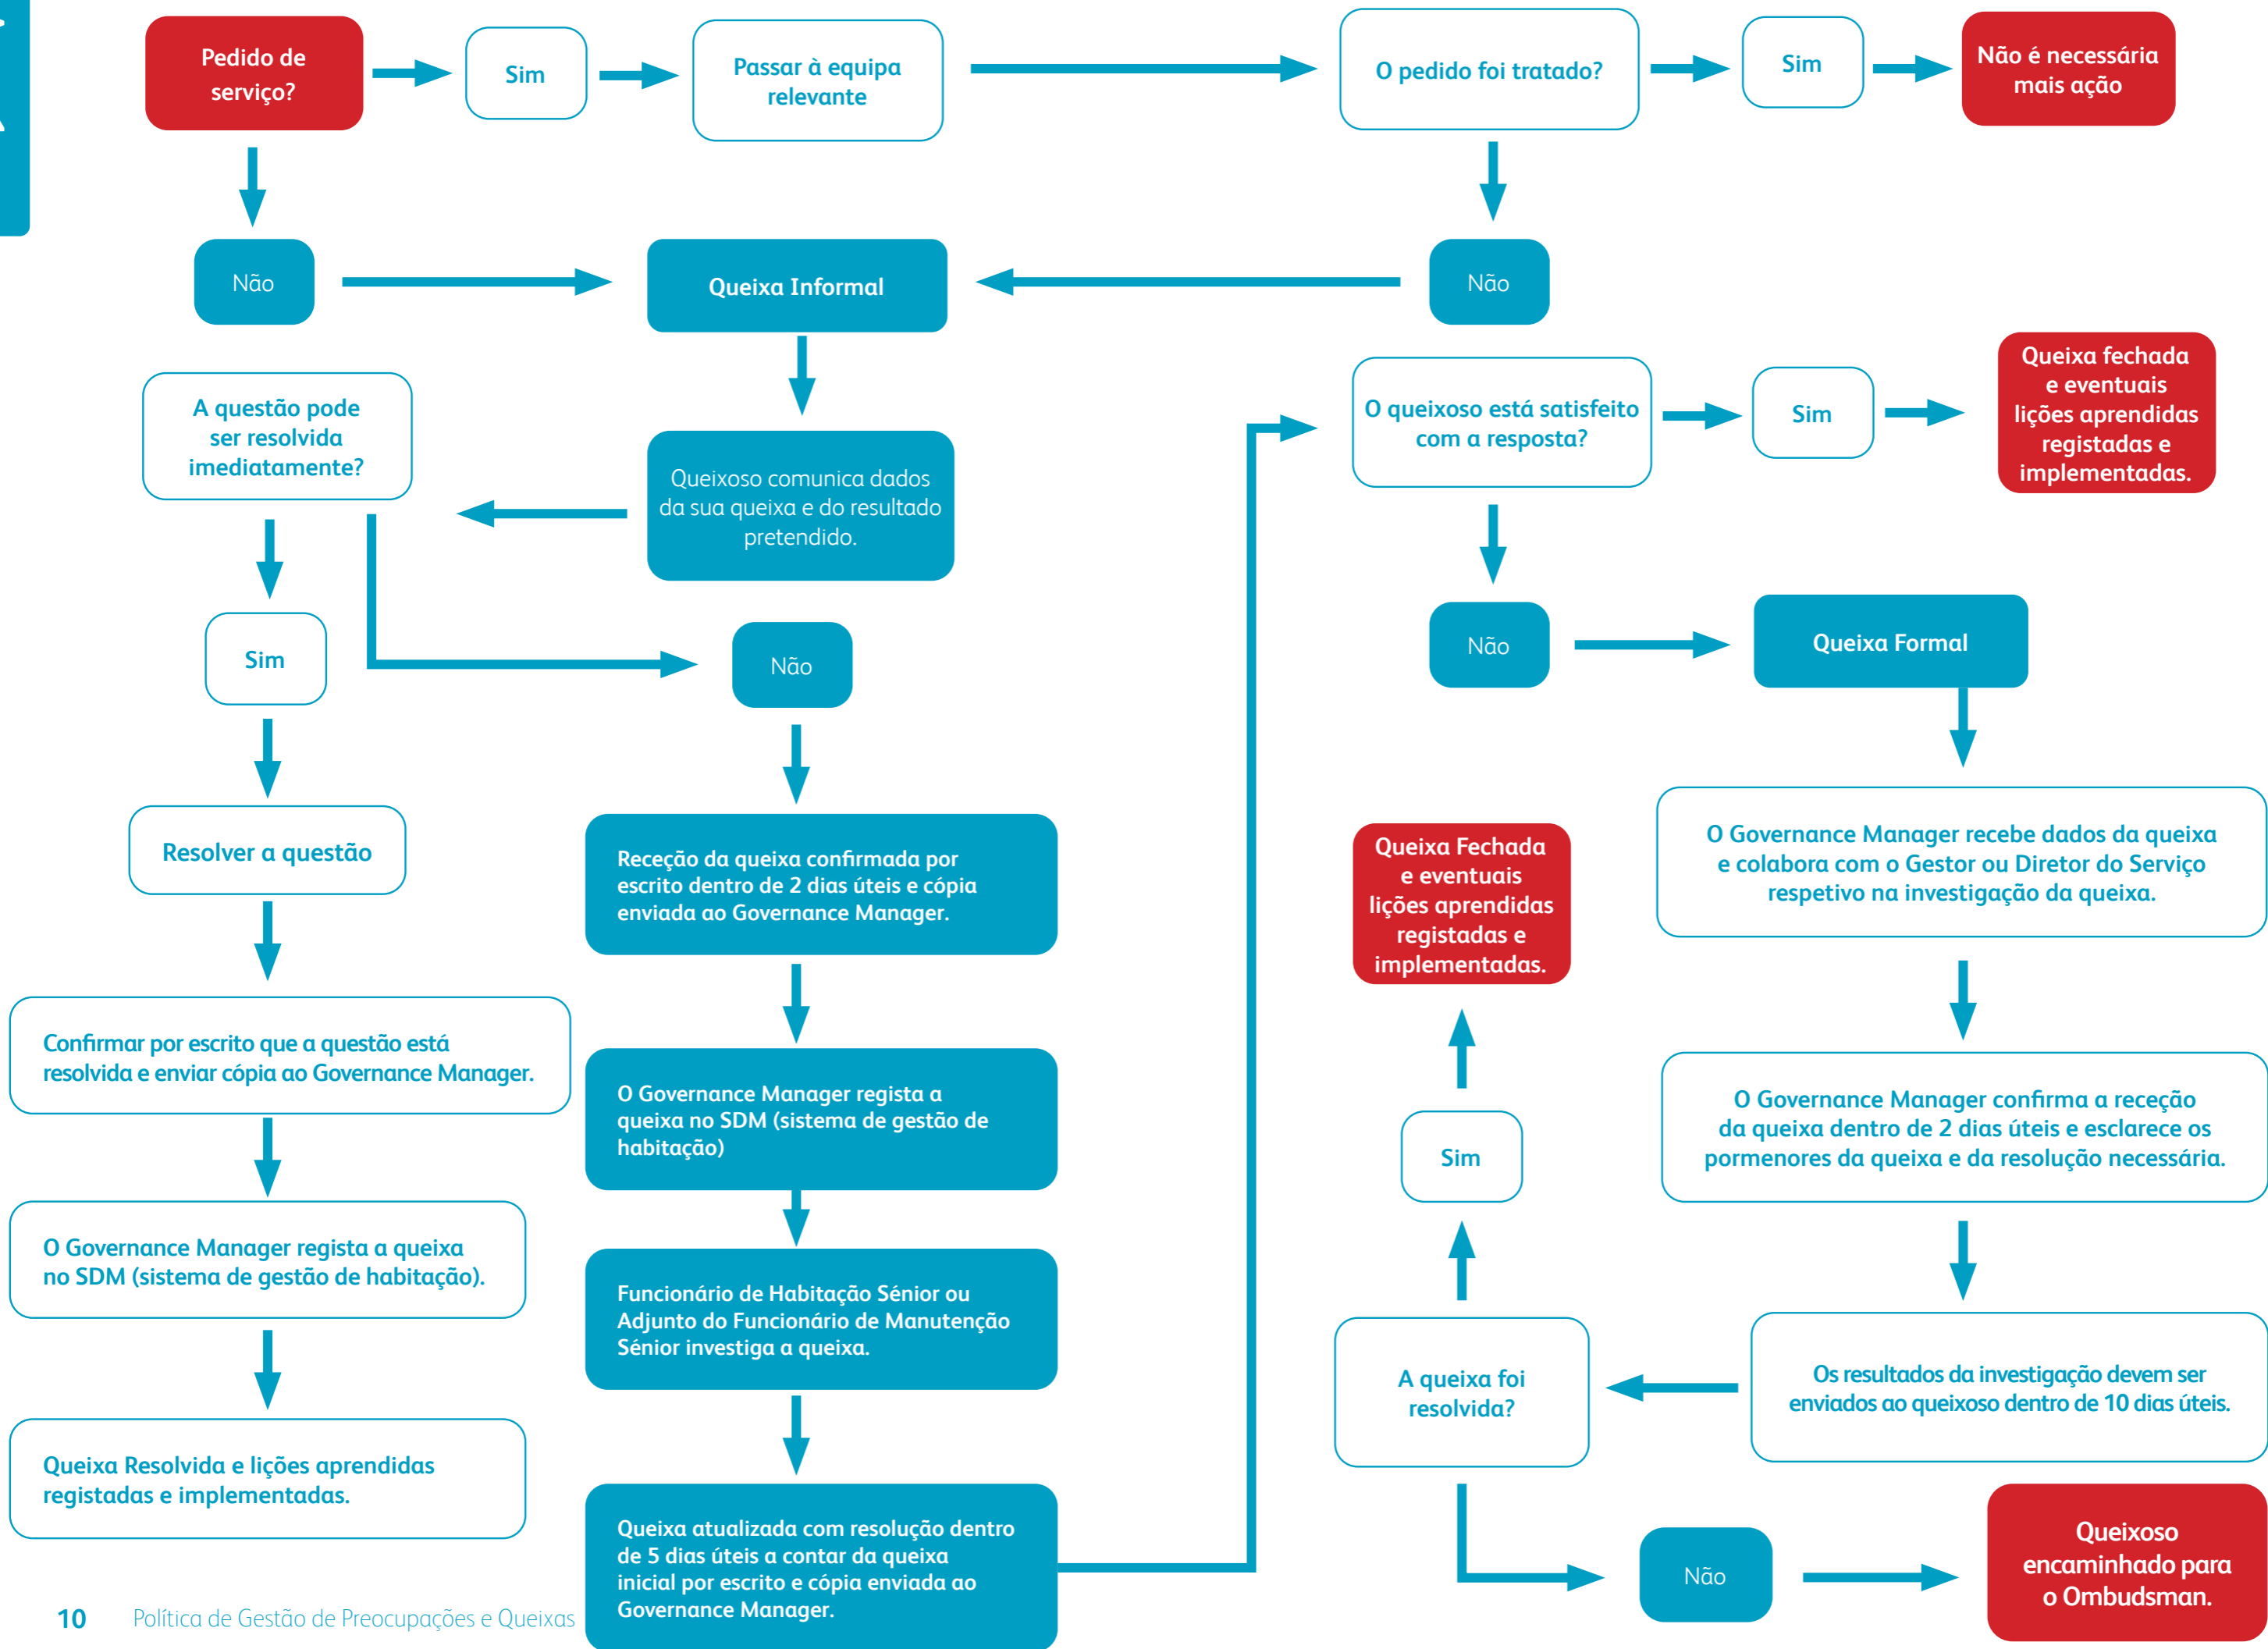 Pedido de
serviço?
Sim
Passar à equipa
relevante
O pedido foi tratado?
Sim
Não é necessária
mais ação
Não
Queixa Informal
Não
A questão pode
ser resolvida
imediatamente?
Queixoso comunica dados
da sua queixa e do resultado
pretendido.
Sim
Não
Resolver a questão
Confirmar por escrito que a questão está
resolvida e enviar cópia ao Governance Manager.
O Governance Manager regista a queixa
no SDM (sistema de gestão de habitação).
Queixa Resolvida e lições aprendidas
registadas e implementadas.
Receção da queixa confirmada por
escrito dentro de 2 dias úteis e cópia
enviada ao Governance Manager.
O Governance Manager regista a
queixa no SDM (sistema de gestão de
habitação)
Funcionário de Habitação Sénior ou
Adjunto do Funcionário de Manutenção
Sénior investiga a queixa.
Queixa atualizada com resolução dentro
de 5 dias úteis a contar da queixa
inicial por escrito e cópia enviada ao
Governance Manager.
O queixoso está satisfeito
com a resposta?
Sim
Queixa fechada
e eventuais
lições aprendidas
registadas e
implementadas.
Não
Queixa Formal
O Governance Manager recebe dados da queixa
e colabora com o Gestor ou Diretor do Serviço
respetivo na investigação da queixa.
O Governance Manager confirma a receção
da queixa dentro de 2 dias úteis e esclarece os
pormenores da queixa e da resolução necessária.
Os resultados da investigação devem ser
enviados ao queixoso dentro de 10 dias úteis.
A queixa foi
resolvida?
Sim
Queixa Fechada
e eventuais
lições aprendidas
registadas e
implementadas.
Não
Queixoso
encaminhado para
o Ombudsman.
10 Política de Gestão de Preocupações e Queixas